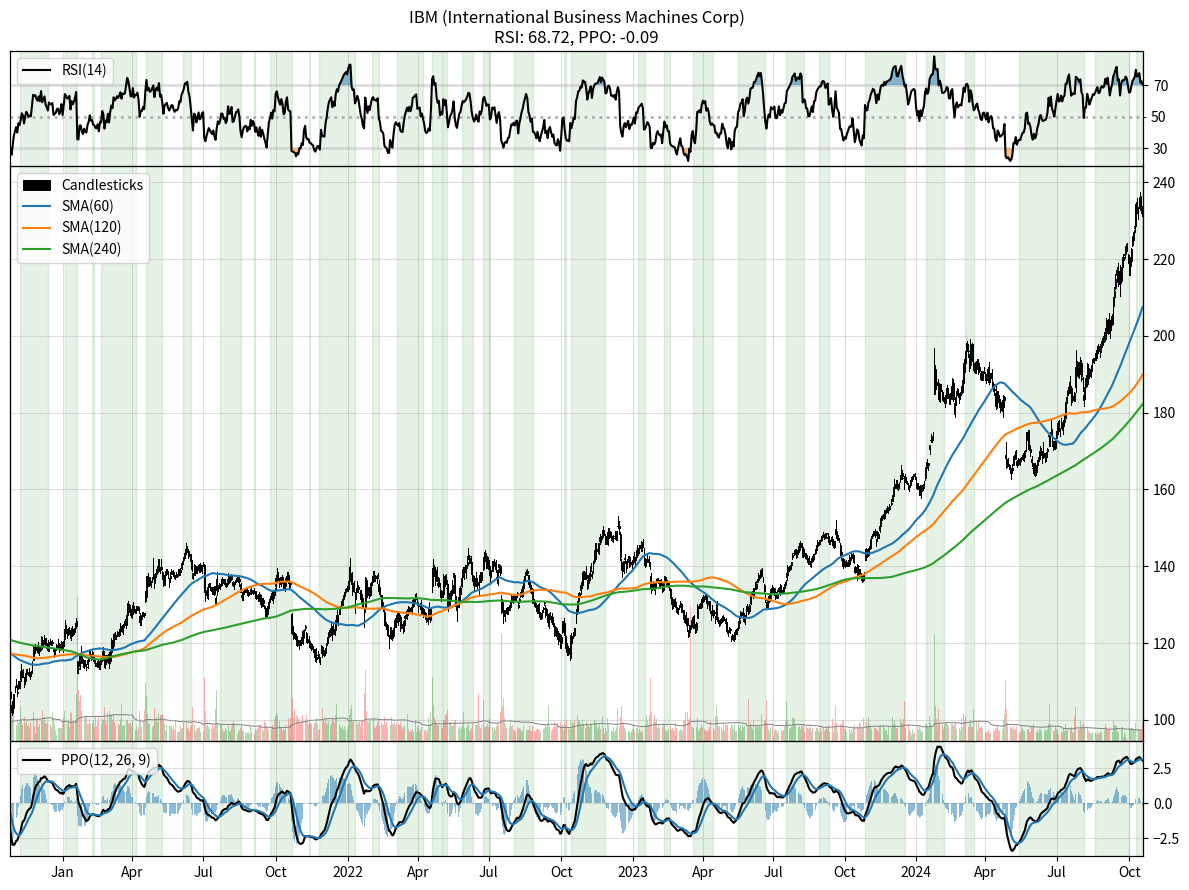 IBM (International Business Machines Corp)
RSI: 68.72, PPO: -0.09
RSI(14)
70
50
30
Candlesticks
SMA(60)
SMA(120)
SMA(240)
240
220
200
180
160
140
120
100
PPO(12, 26, 9)
2.5
0.0
−2.5
Jan Apr Jul Oct 2022 Apr Jul Oct 2023 Apr Jul Oct 2024 Apr Jul Oct